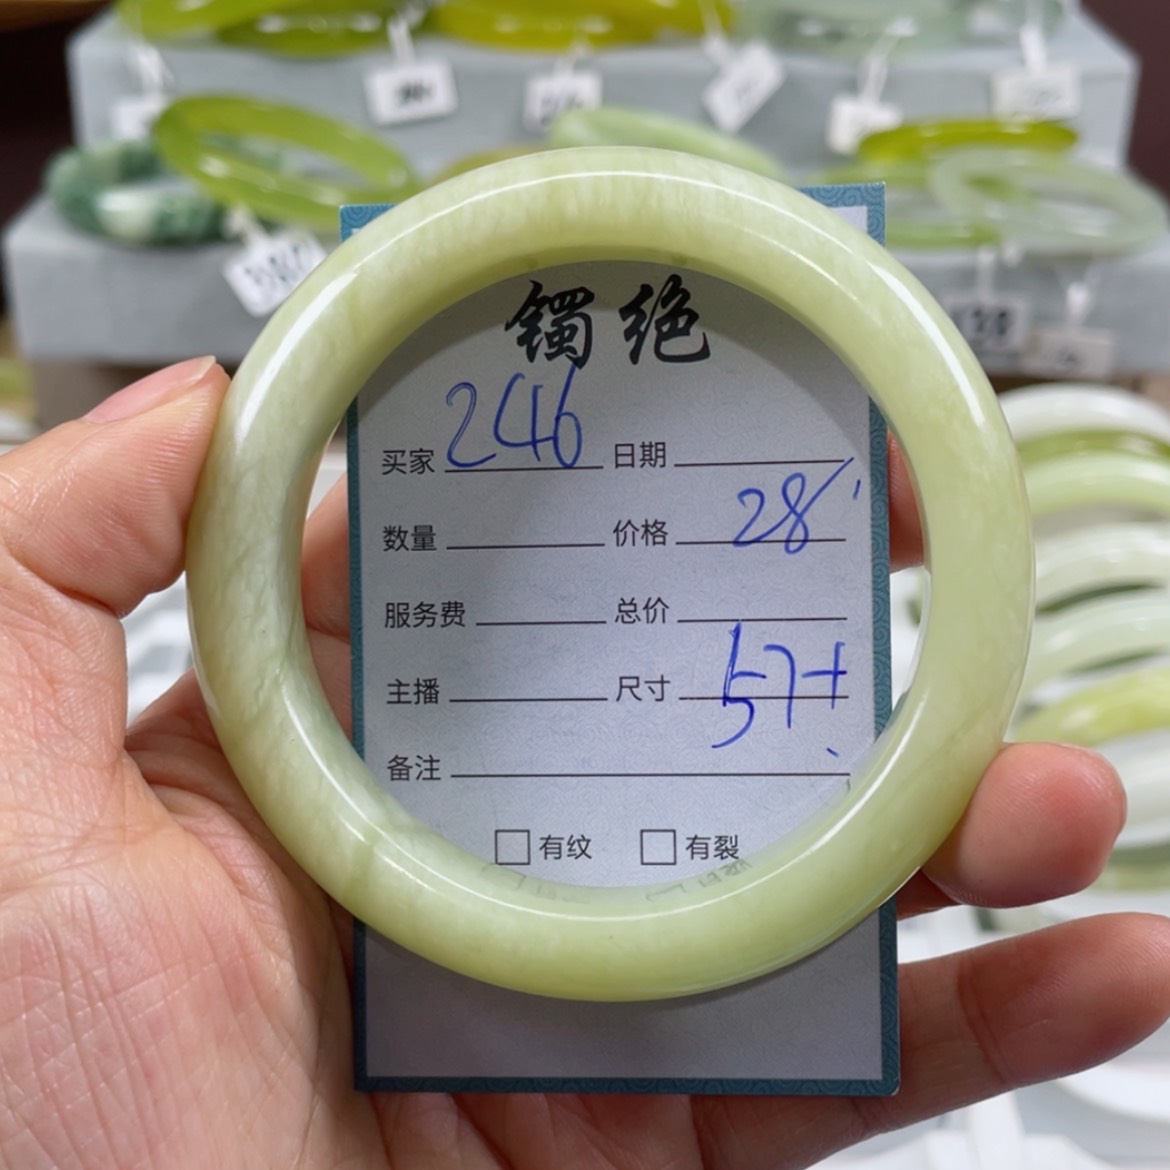 镯绝
买家 246 日期
数量 价格 28
服务费 总价
主播 尺寸 57+
备注
有纹 有裂
580